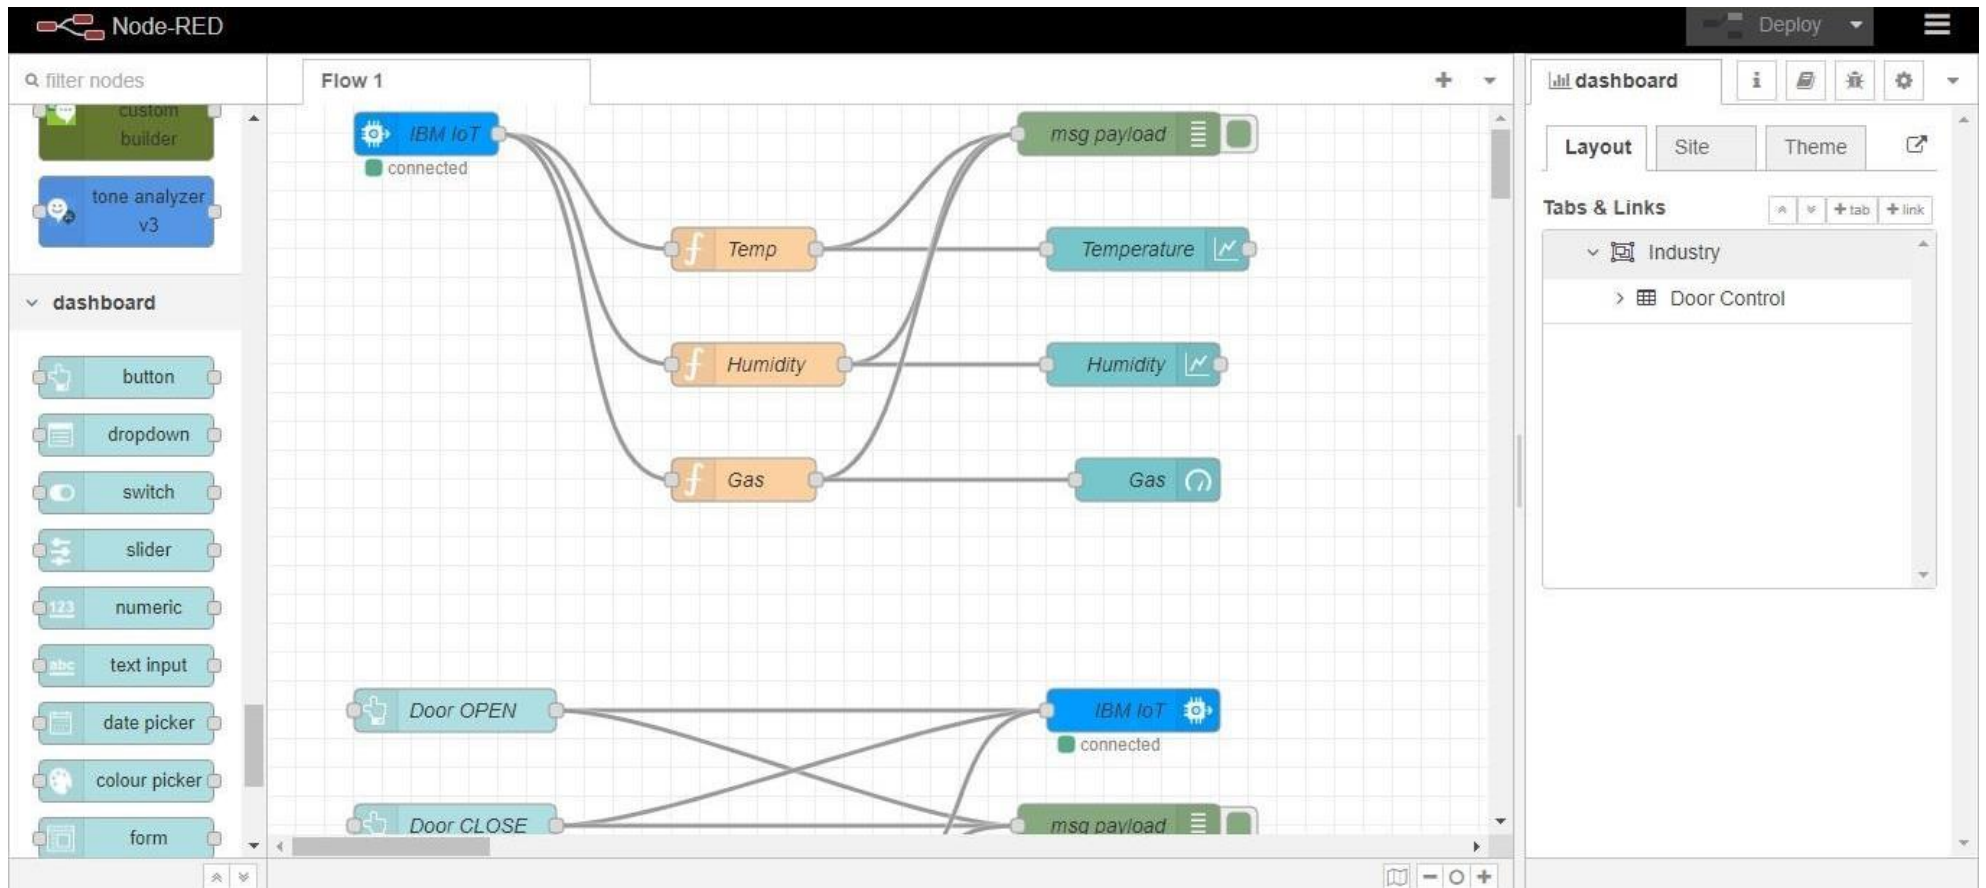 Node-RED
Deploy
filter nodes
custom
builder
tone analyzer
v3
dashboard
button
dropdown
switch
slider
123
numeric
abc
text input
date picker
colour picker
form
Flow 1
IBM IoT
connected
msg payload
Temp
Temperature
Humidity
Humidity
Gas
Gas
Door OPEN
IBM IoT
connected
Door CLOSE
msg payload
dashboard
i
Layout
Site
Theme
Tabs & Links
+ tab
+ link
Industry
Door Control